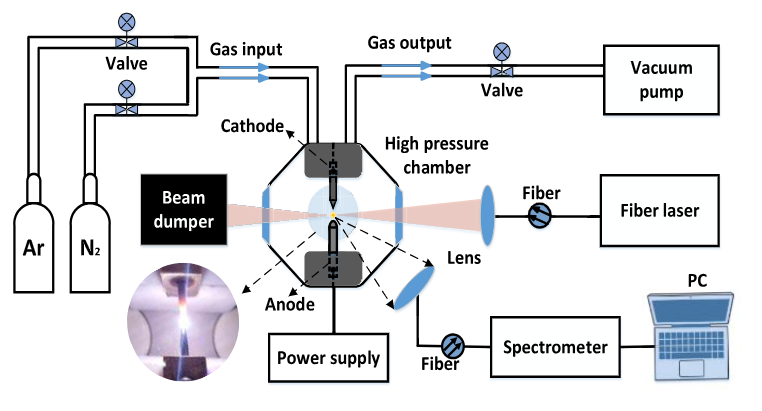 Gas input
Gas output
Valve
Valve
Vacuum
pump
Cathode
High pressure
chamber
Beam
dumper
Fiber
Fiber laser
Ar
N₂
Lens
PC
Anode
Power supply
Fiber
Spectrometer